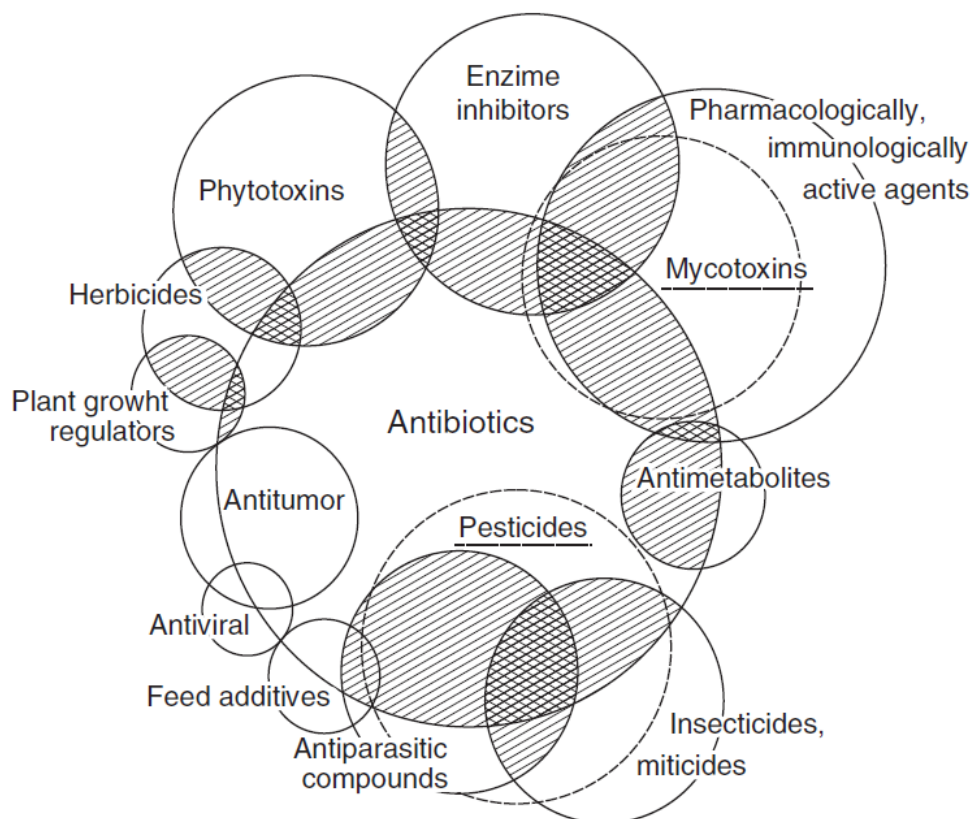 Enzime
inhibitors
Pharmacologically,
immunologically
active agents
Phytotoxins
Mycotoxins
Herbicides
Plant growht
regulators
Antibiotics
Antitumor
Antimetabolites
Pesticides
Antiviral
Feed additives
Antiparasitic
compounds
Insecticides,
miticides